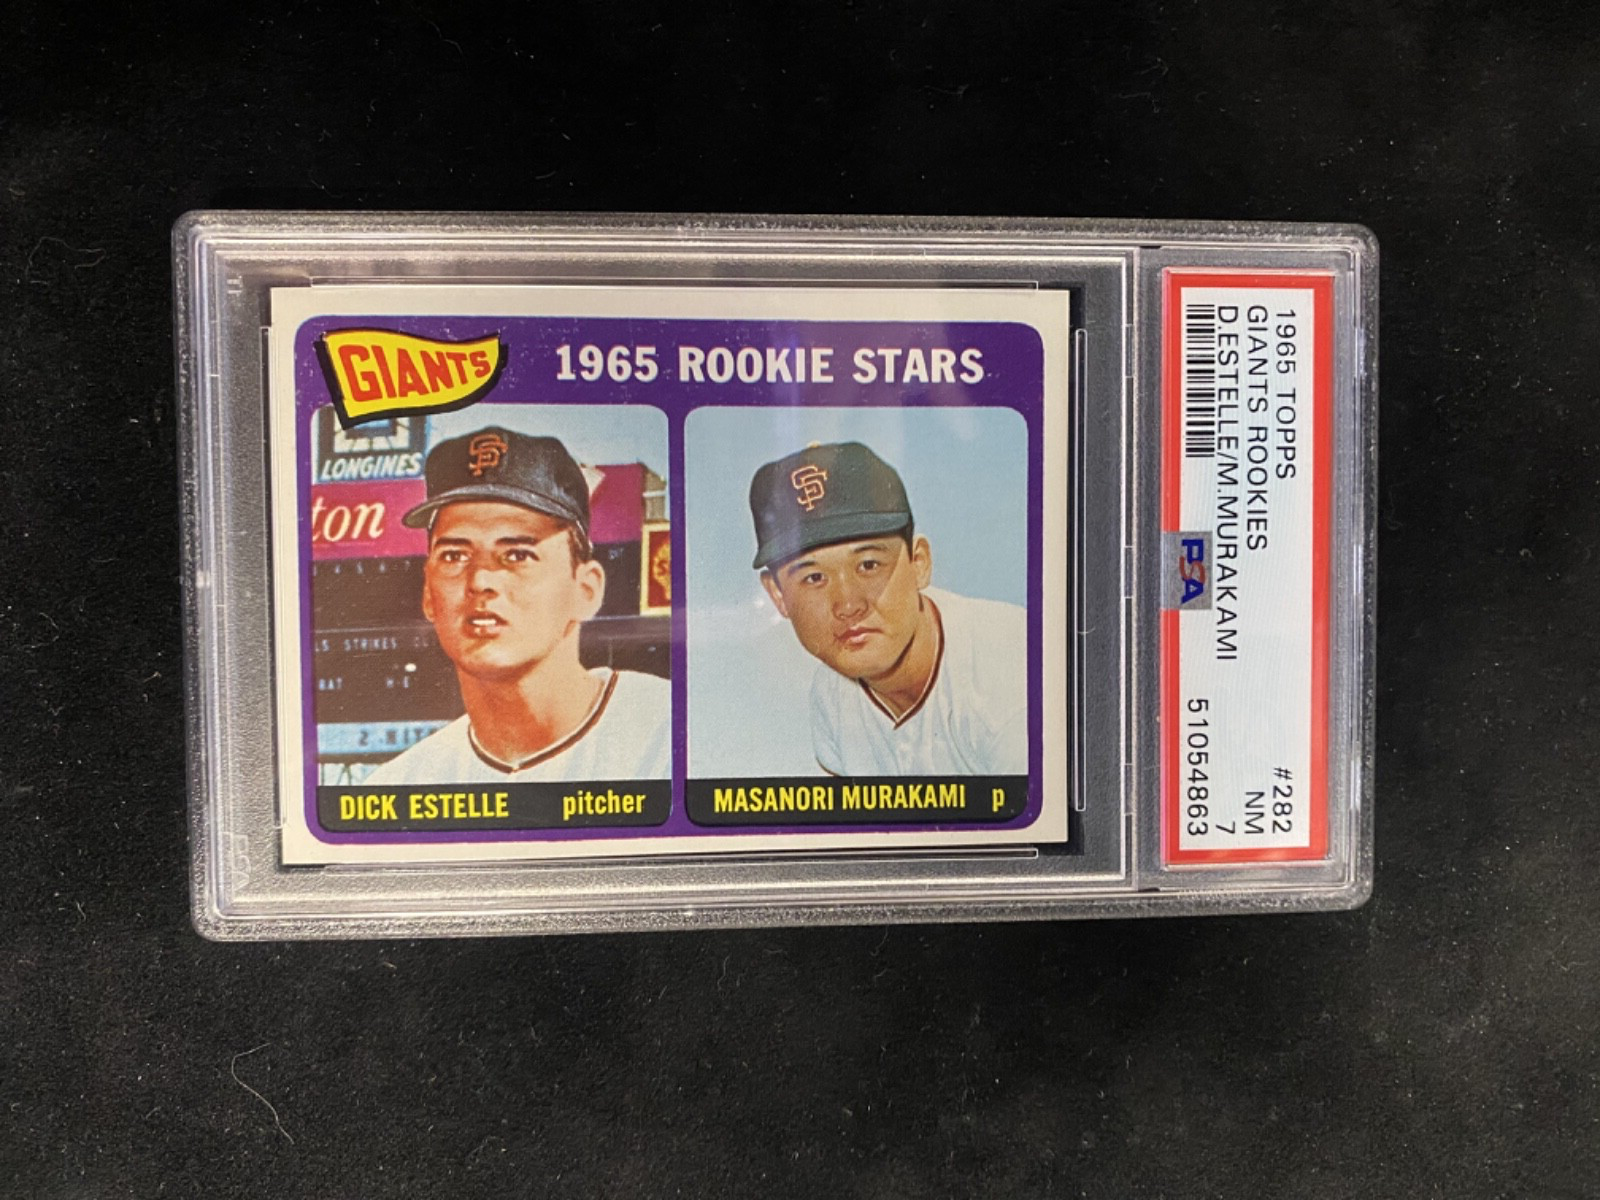 GIANTS
1965 ROOKIE STARS
LONGINES
ton
STRIKES
BAT H-E
DICK ESTELLE pitcher
MASANORI MURAKAMI p
1965 TOPPS #282
GIANTS ROOKIES NM
D.ESTELLE/M.MURAKAMI 7
51054863
PSA